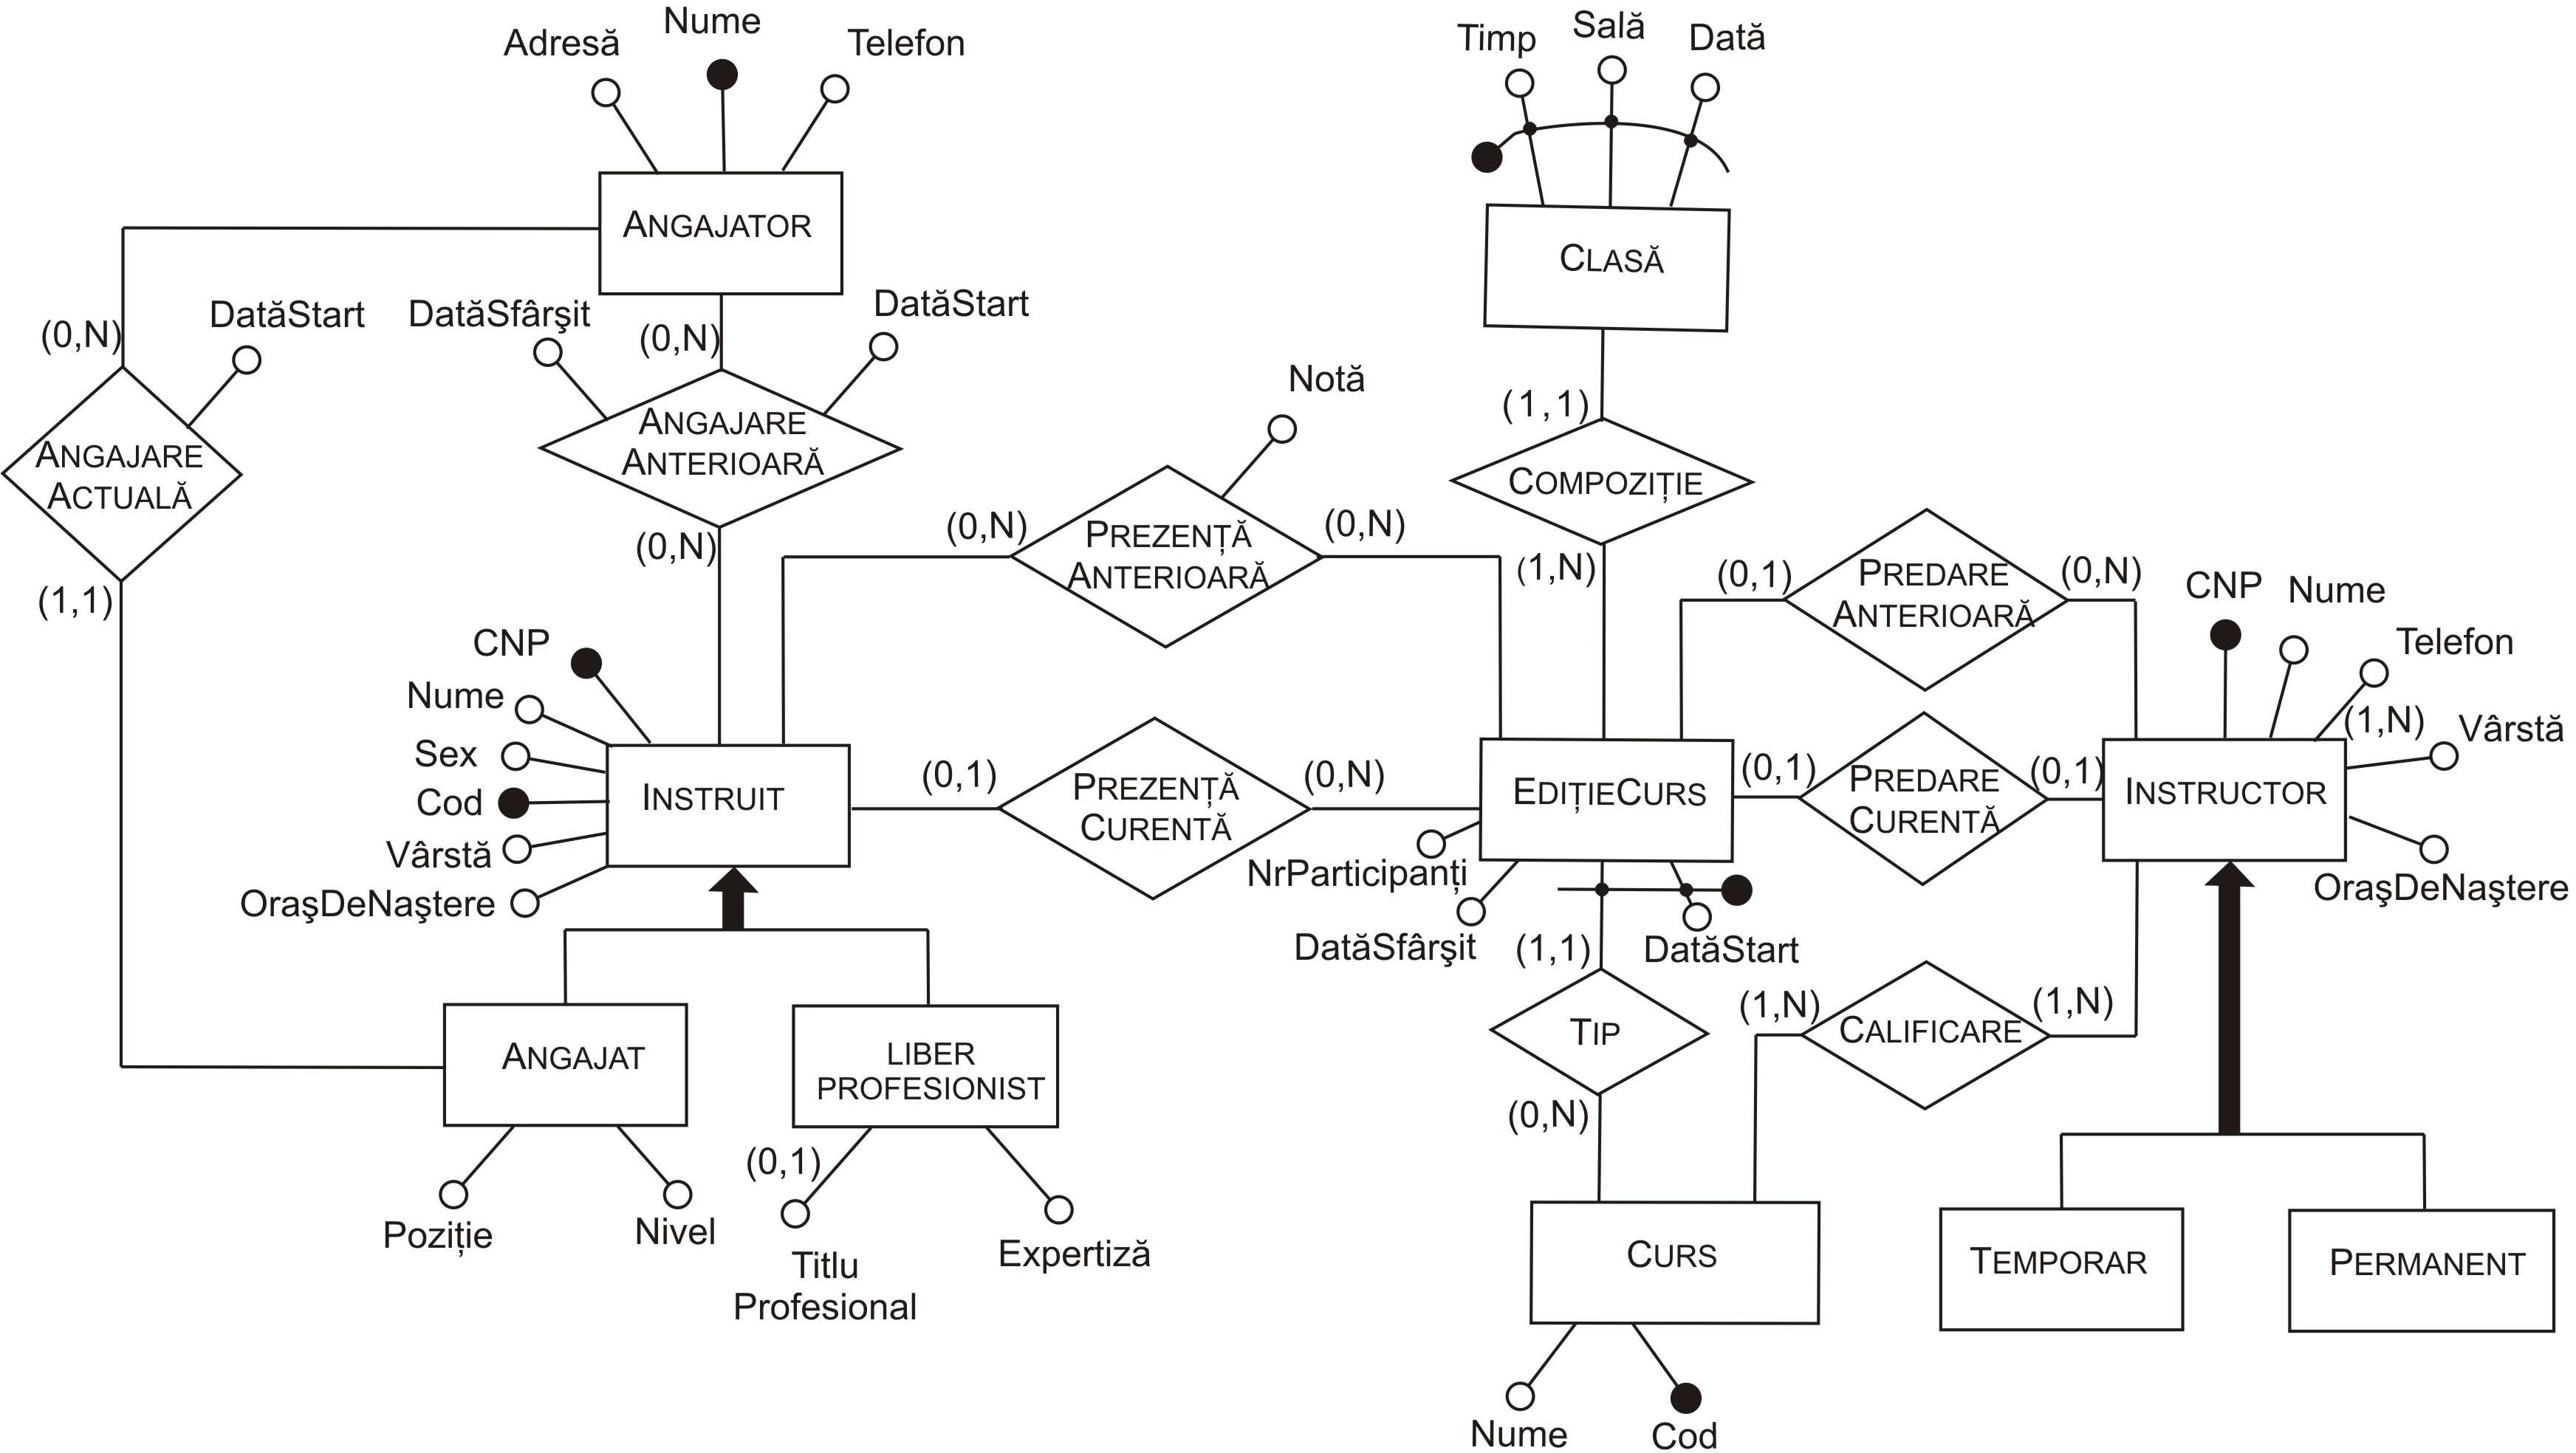 Adresă
Nume
Telefon
Timp
Sală
Dată
ANGAJATOR
CLASĂ
(0,N)
DatăStart
DatăSfârşit
(0,N)
DatăStart
Notă
(1,1)
ANGAJARE
ACTUALĂ
ANGAJARE
ANTERIOARĂ
COMPOZIȚIE
(1,1)
(0,N)
(0,N)
PREZENȚĂ
ANTERIOARĂ
(0,N)
(1,N)
(0,1)
PREDARE
ANTERIOARĂ
(0,N)
CNP
Nume
Telefon
(1,N)
Vârstă
CNP
Nume
Sex
Cod
Vârstă
OraşDeNaştere
INSTRUIT
(0,1)
PREZENȚĂ
CURENTĂ
(0,N)
EDIȚIECURS
(0,1)
PREDARE
CURENTĂ
(0,1)
INSTRUCTOR
OraşDeNaştere
NrParticipanți
DatăSfârşit
(1,1)
DatăStart
ANGAJAT
LIBER
PROFESIONIST
TIP
(1,N)
CALIFICARE
(1,N)
(0,1)
(0,N)
Poziție
Nivel
Titlu
Profesional
Expertiză
CURS
TEMPORAR
PERMANENT
Nume
Cod